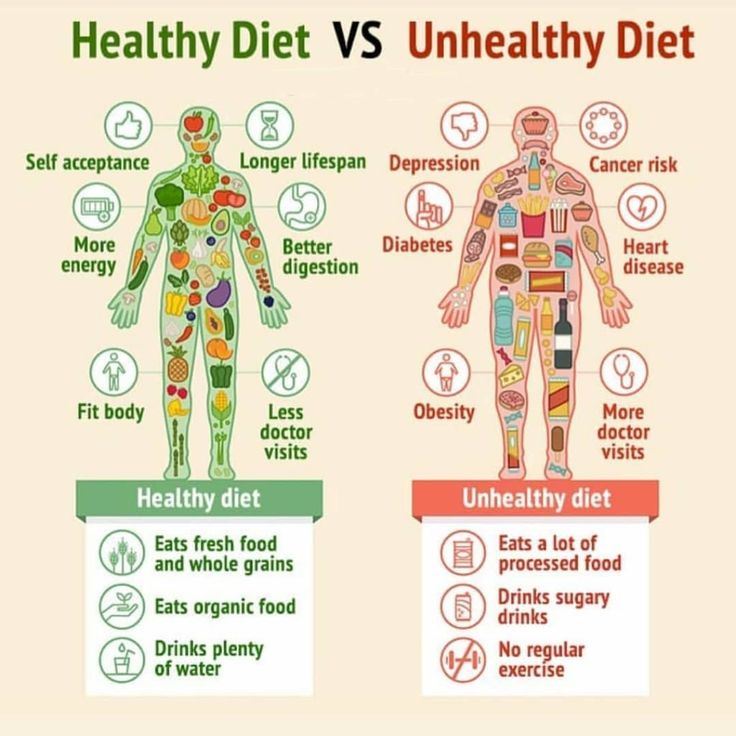 Healthy Diet VS Unhealthy Diet
Self acceptance
Longer lifespan
More
energy
Better
digestion
Fit body
Less
doctor
visits
Depression
Cancer risk
Diabetes
Heart
disease
Obesity
More
doctor
visits
Healthy diet
Eats fresh food
and whole grains
Eats organic food
Drinks plenty
of water
Unhealthy diet
Eats a lot of
processed food
Drinks sugary
drinks
No regular
exercise